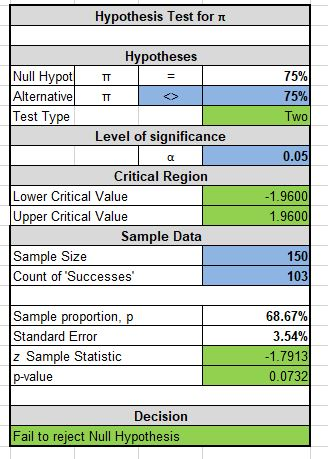 Hypothesis Test for π
Hypotheses
Null Hypot π = 75%
Alternative π <> 75%
Test Type Two
Level of significance
α 0.05
Critical Region
Lower Critical Value -1.9600
Upper Critical Value 1.9600
Sample Data
Sample Size 150
Count of 'Successes' 103
Sample proportion, p 68.67%
Standard Error 3.54%
z Sample Statistic -1.7913
p-value 0.0732
Decision
Fail to reject Null Hypothesis